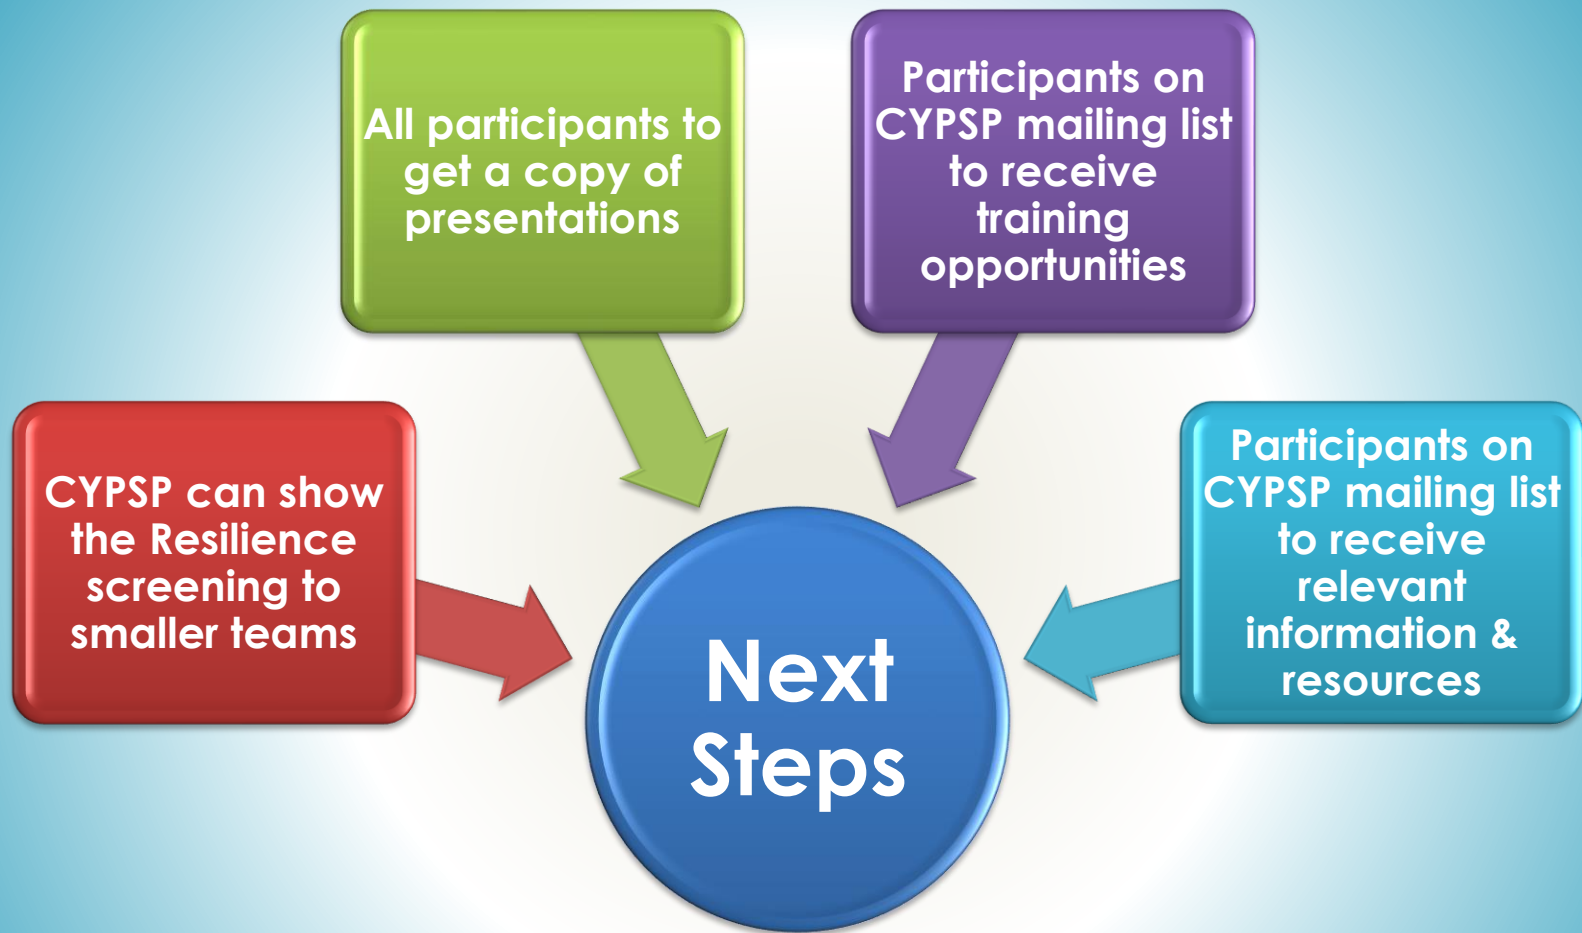 CYPSP can show
the Resilience
screening to
smaller teams
All participants to
get a copy of
presentations
Participants on
CYPSP mailing list
to receive
training
opportunities
Participants on
CYPSP mailing list
to receive
relevant
information &
resources
Next
Steps